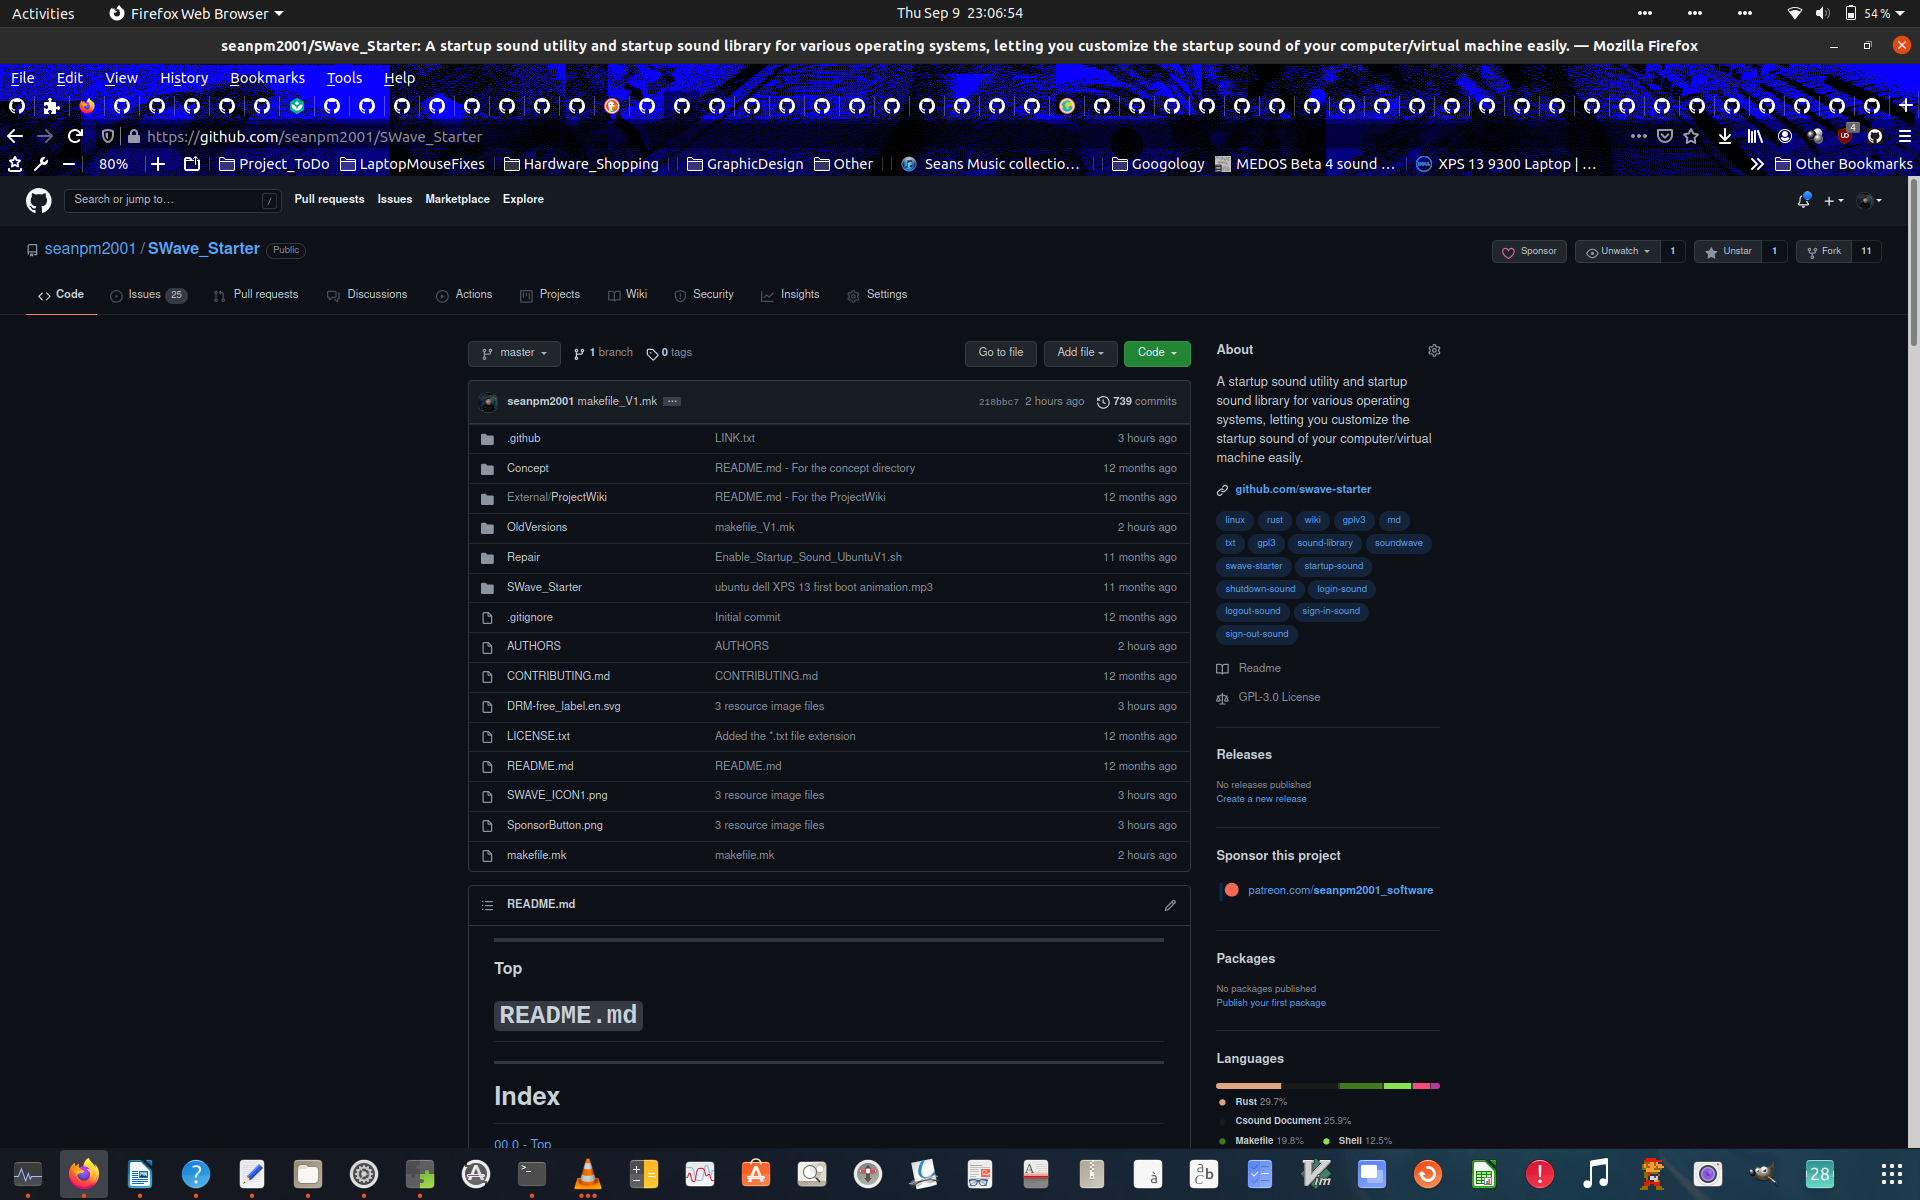 Activities
Firefox Web Browser
Thu Sep 9 23:06:54
54 %
seanpm2001/SWave_Starter: A startup sound utility and startup sound library for various operating systems, letting you customize the startup sound of your computer/virtual machine easily. — Mozilla Firefox
File Edit View History Bookmarks Tools Help
https://github.com/seanpm2001/SWave_Starter
4
80%
Project_ToDo LaptopMouseFixes Hardware_Shopping GraphicDesign Other Seans Music collectio… Googology MEDOS Beta 4 sound … XPS 13 9300 Laptop | … Other Bookmarks
Search or jump to… /
Pull requests Issues Marketplace Explore
seanpm2001 / SWave_Starter Public
Sponsor Unwatch 1 Unstar 1 Fork 11
Code Issues 25 Pull requests Discussions Actions Projects Wiki Security Insights Settings
master 1 branch 0 tags
Go to file Add file Code
seanpm2001 makefile_V1.mk … 218bbc7 2 hours ago 739 commits
.github LINK.txt 3 hours ago
Concept README.md - For the concept directory 12 months ago
External/ProjectWiki README.md - For the ProjectWiki 12 months ago
OldVersions makefile_V1.mk 2 hours ago
Repair Enable_Startup_Sound_UbuntuV1.sh 11 months ago
SWave_Starter ubuntu dell XPS 13 first boot animation.mp3 11 months ago
.gitignore Initial commit 12 months ago
AUTHORS AUTHORS 2 hours ago
CONTRIBUTING.md CONTRIBUTING.md 12 months ago
DRM-free_label.en.svg 3 resource image files 3 hours ago
LICENSE.txt Added the *.txt file extension 12 months ago
README.md README.md 12 months ago
SWAVE_ICON1.png 3 resource image files 3 hours ago
SponsorButton.png 3 resource image files 3 hours ago
makefile.mk makefile.mk 2 hours ago
README.md
Top
README.md
Index
00.0 - Top
About
A startup sound utility and startup
sound library for various operating
systems, letting you customize the
startup sound of your computer/virtual
machine easily.
github.com/swave-starter
linux rust wiki gplv3 md
txt gpl3 sound-library soundwave
swave-starter startup-sound
shutdown-sound login-sound
logout-sound sign-in-sound
sign-out-sound
Readme
GPL-3.0 License
Releases
No releases published
Create a new release
Sponsor this project
patreon.com/seanpm2001_software
Packages
No packages published
Publish your first package
Languages
Rust 29.7%
Csound Document 25.9%
Makefile 19.8% Shell 12.5%
28